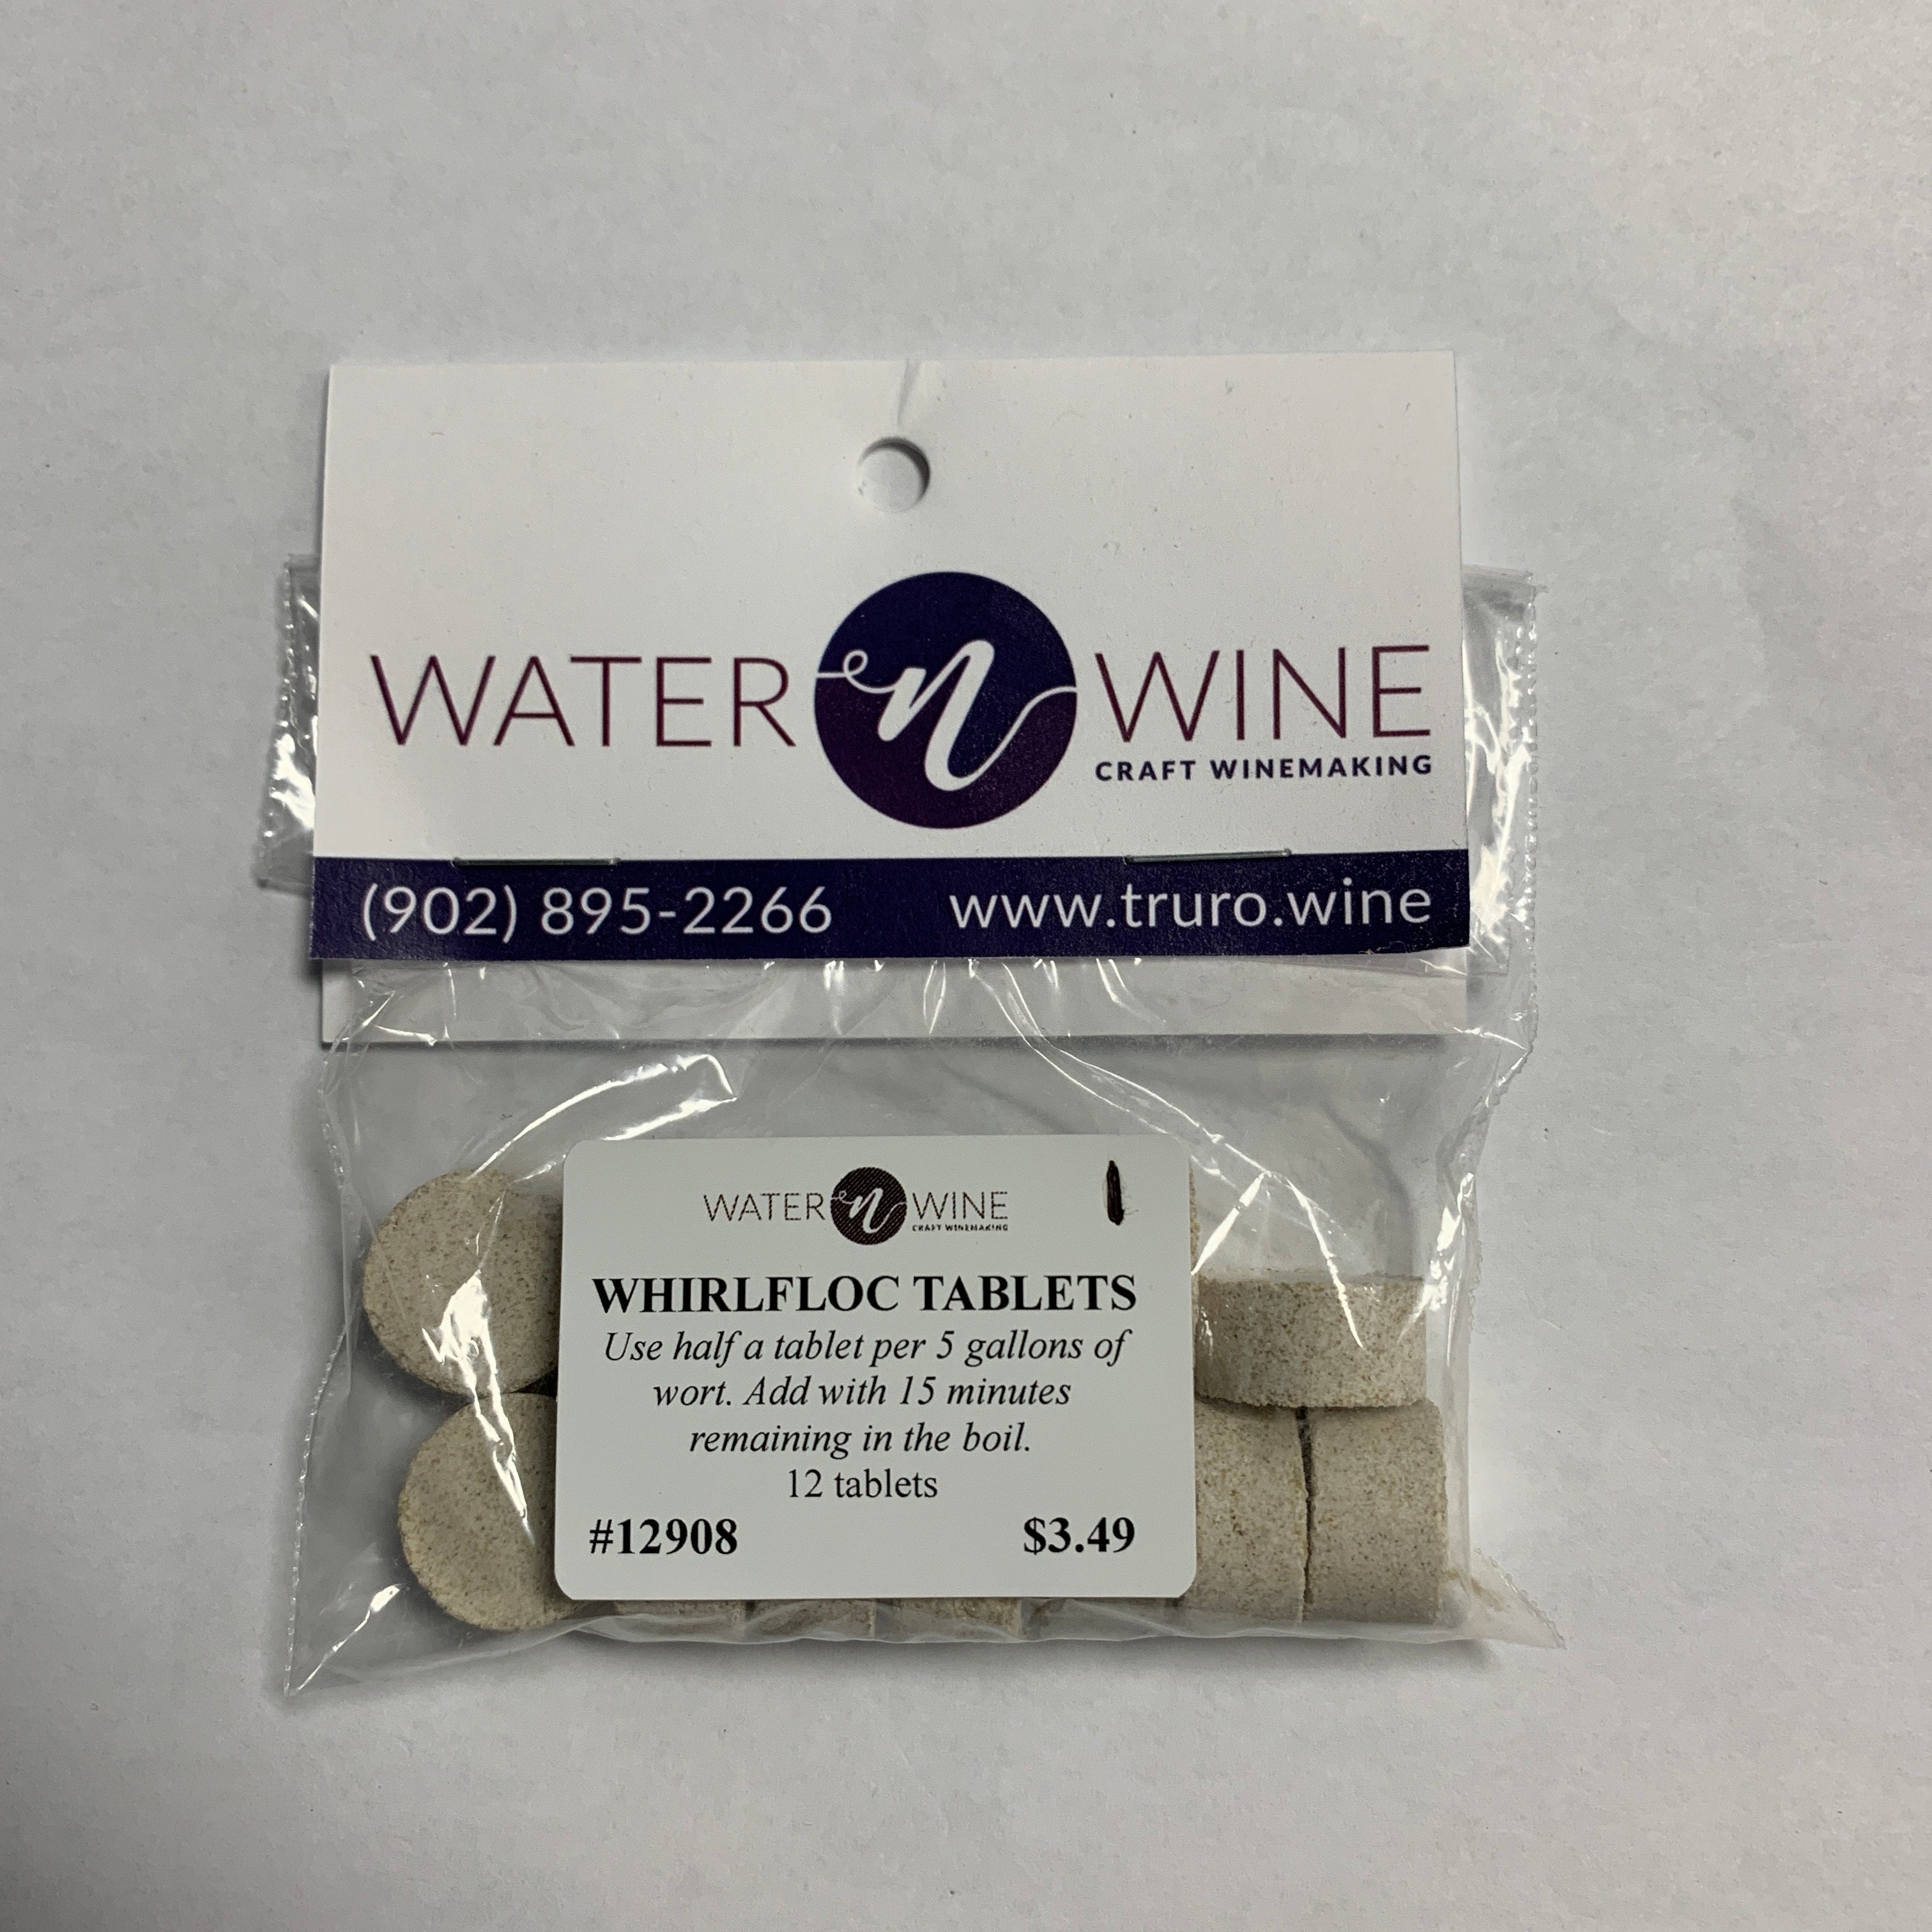 WATER n WINE
CRAFT WINEMAKING
(902) 895-2266 www.truro.wine
WATER n WINE
CRAFT WINEMAKING
WHIRLFLOC TABLETS
Use half a tablet per 5 gallons of
wort. Add with 15 minutes
remaining in the boil.
12 tablets
#12908 $3.49